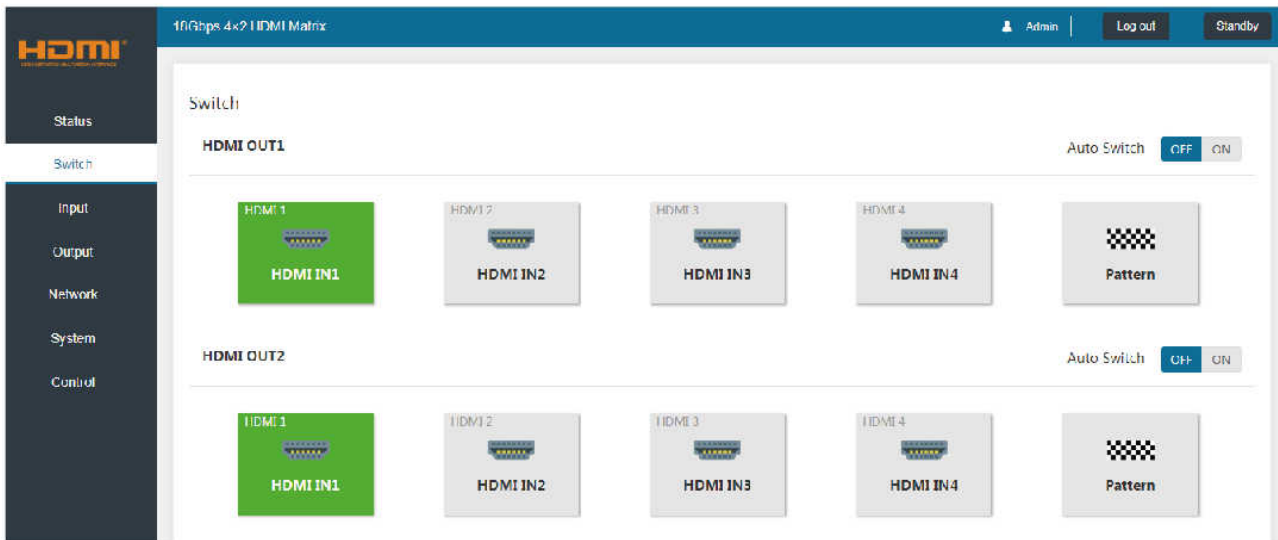 HDMI
18Gbps 4×2 HDMI Matrix
Admin
Log out
Standby
Status
Switch
Input
Output
Network
System
Control
Switch
HDMI OUT1
Auto Switch OFF ON
HDMI 1 HDMI 2 HDMI 3 HDMI 4
HDMI IN1 HDMI IN2 HDMI IN3 HDMI IN4 Pattern
HDMI OUT2
Auto Switch OFF ON
HDMI 1 HDMI 2 HDMI 3 HDMI 4
HDMI IN1 HDMI IN2 HDMI IN3 HDMI IN4 Pattern